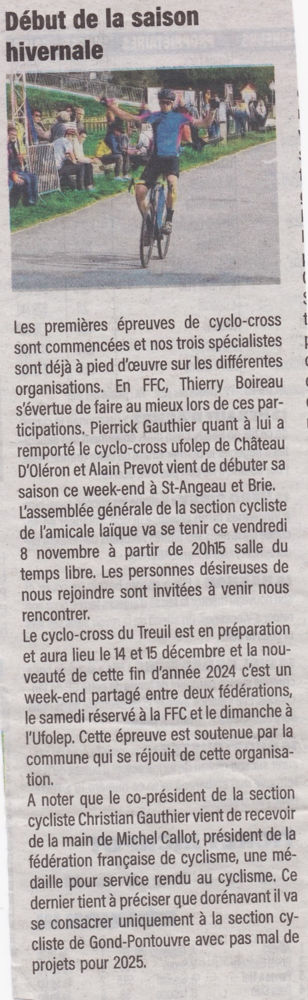 Début de la saison
hivernale
Les premières épreuves de cyclo-cross
sont commencées et nos trois spécialistes
sont déjà à pied d'œuvre sur les différentes
organisations. En FFC, Thierry Boireau
s'évertue de faire au mieux lors de ces par-
ticipations. Pierrick Gauthier quant à lui a
remporté le cyclo-cross ufolep de Château
D'Oléron et Alain Prevot vient de débuter sa
saison ce week-end à St-Angeau et Brie.
L'assemblée générale de la section cycliste
de l'amicale laïque va se tenir ce vendredi
8 novembre à partir de 20h15 salle du
temps libre. Les personnes désireuses de
nous rejoindre sont invitées à venir nous
rencontrer.
Le cyclo-cross du Treuil est en préparation
et aura lieu le 14 et 15 décembre et la nou-
veauté de cette fin d'année 2024 c'est un
week-end partagé entre deux fédérations,
le samedi réservé à la FFC et le dimanche à
l'Ufolep. Cette épreuve est soutenue par la
commune qui se réjouit de cette organisa-
tion.
A noter que le co-président de la section
cycliste Christian Gauthier vient de recevoir
de la main de Michel Callot, président de la
fédération française de cyclisme, une mé-
daille pour service rendu au cyclisme. Ce
dernier tient à préciser que dorénavant il va
se consacrer uniquement à la section cy-
cliste de Gond-Pontouvre avec pas mal de
projets pour 2025.